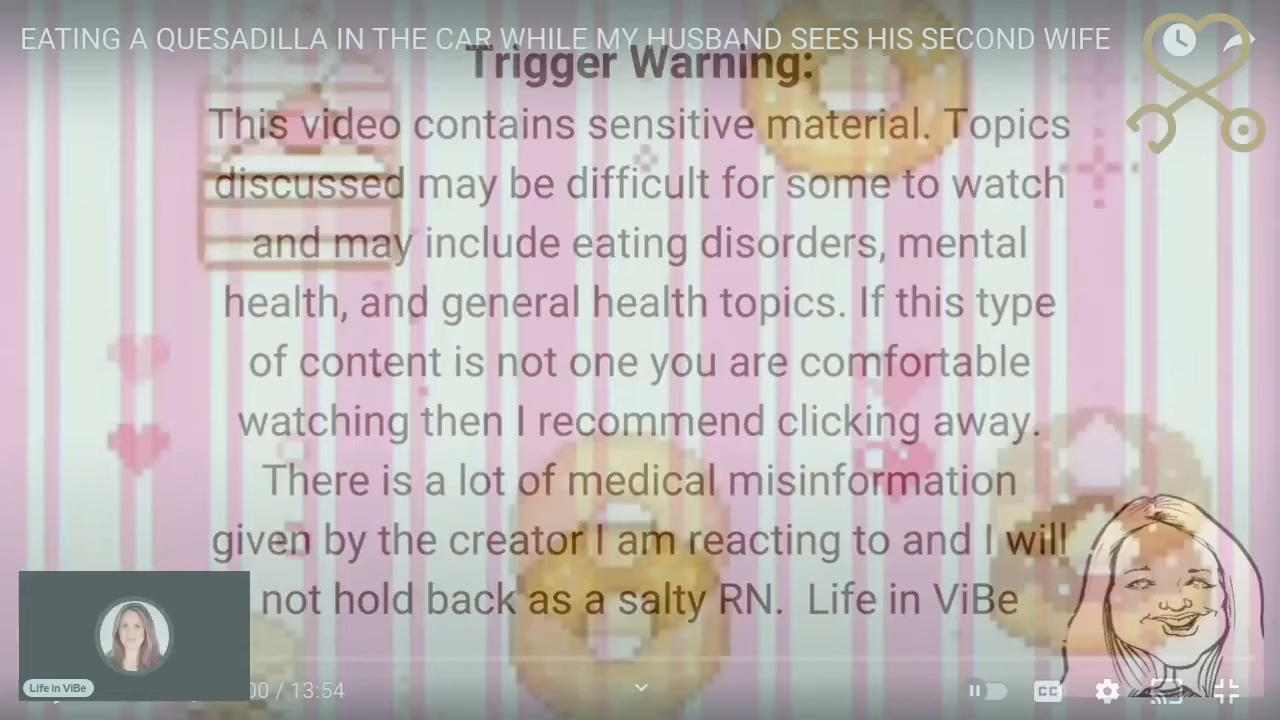 EATING A QUESADILLA IN THE CAR WHILE MY HUSBAND SEES HIS SECOND WIFE
Trigger Warning:
This video contains sensitive material. Topics
discussed may be difficult for some to watch
and may include eating disorders, mental
health, and general health topics. If this type
of content is not one you are comfortable
watching then I recommend clicking away.
There is a lot of medical misinformation
given by the creator I am reacting to and I will
not hold back as a salty RN. Life in ViBe
Life in ViBe
00 / 13:54
CC